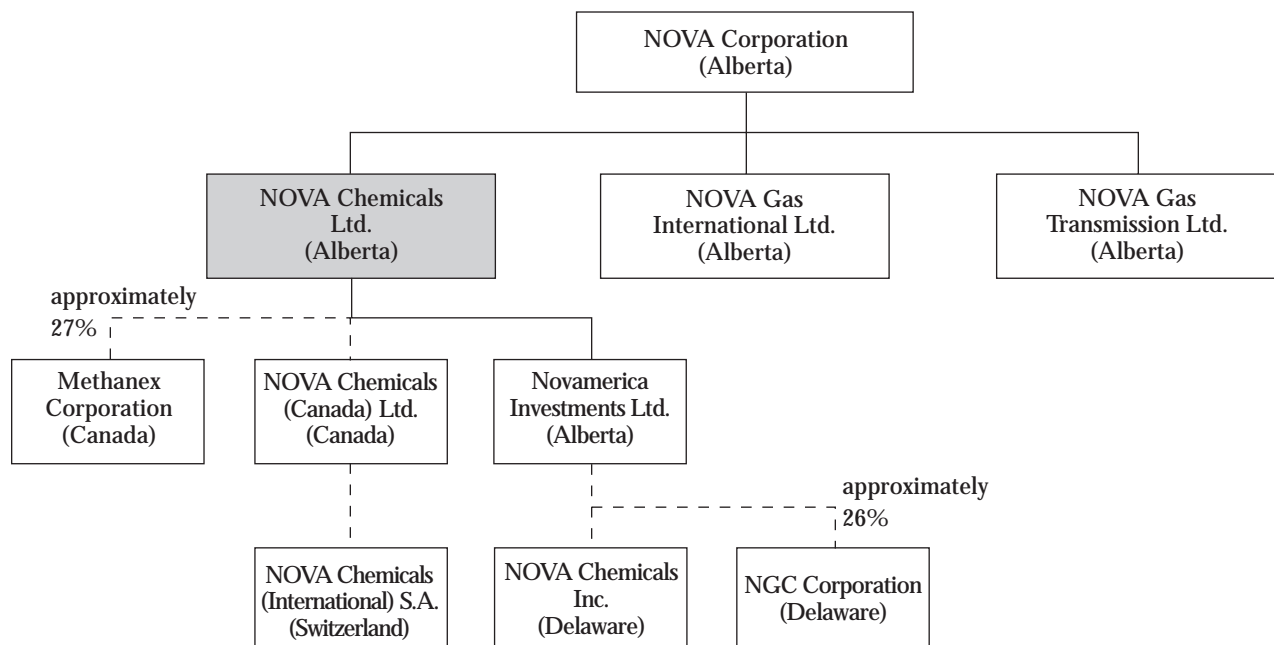 NOVA Corporation
(Alberta)
NOVA Chemicals
Ltd.
(Alberta)
NOVA Gas
International Ltd.
(Alberta)
NOVA Gas
Transmission Ltd.
(Alberta)
approximately
27%
Methanex
Corporation
(Canada)
NOVA Chemicals
(Canada) Ltd.
(Canada)
Novamerica
Investments Ltd.
(Alberta)
approximately
26%
NOVA Chemicals
(International) S.A.
(Switzerland)
NOVA Chemicals
Inc.
(Delaware)
NGC Corporation
(Delaware)